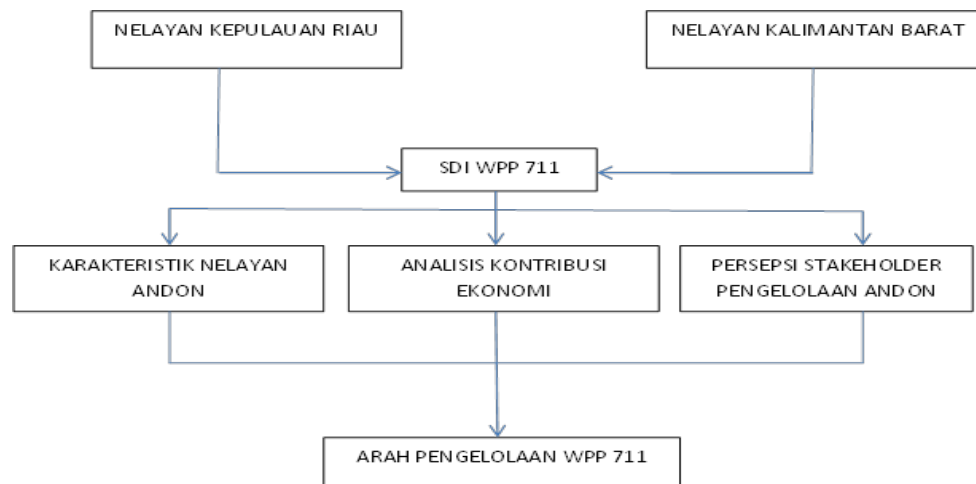 NELAYAN KEPULAUAN RIAU
NELAYAN KALIMANTAN BARAT
SDI WPP 711
KARAKTERISTIK NELAYAN
ANDON
ANALISIS KONTRIBUSI
EKONOMI
PERSEPSI STAKEHOLDER
PENGELOLAAN ANDON
ARAH PENGELOLAAN WPP 711